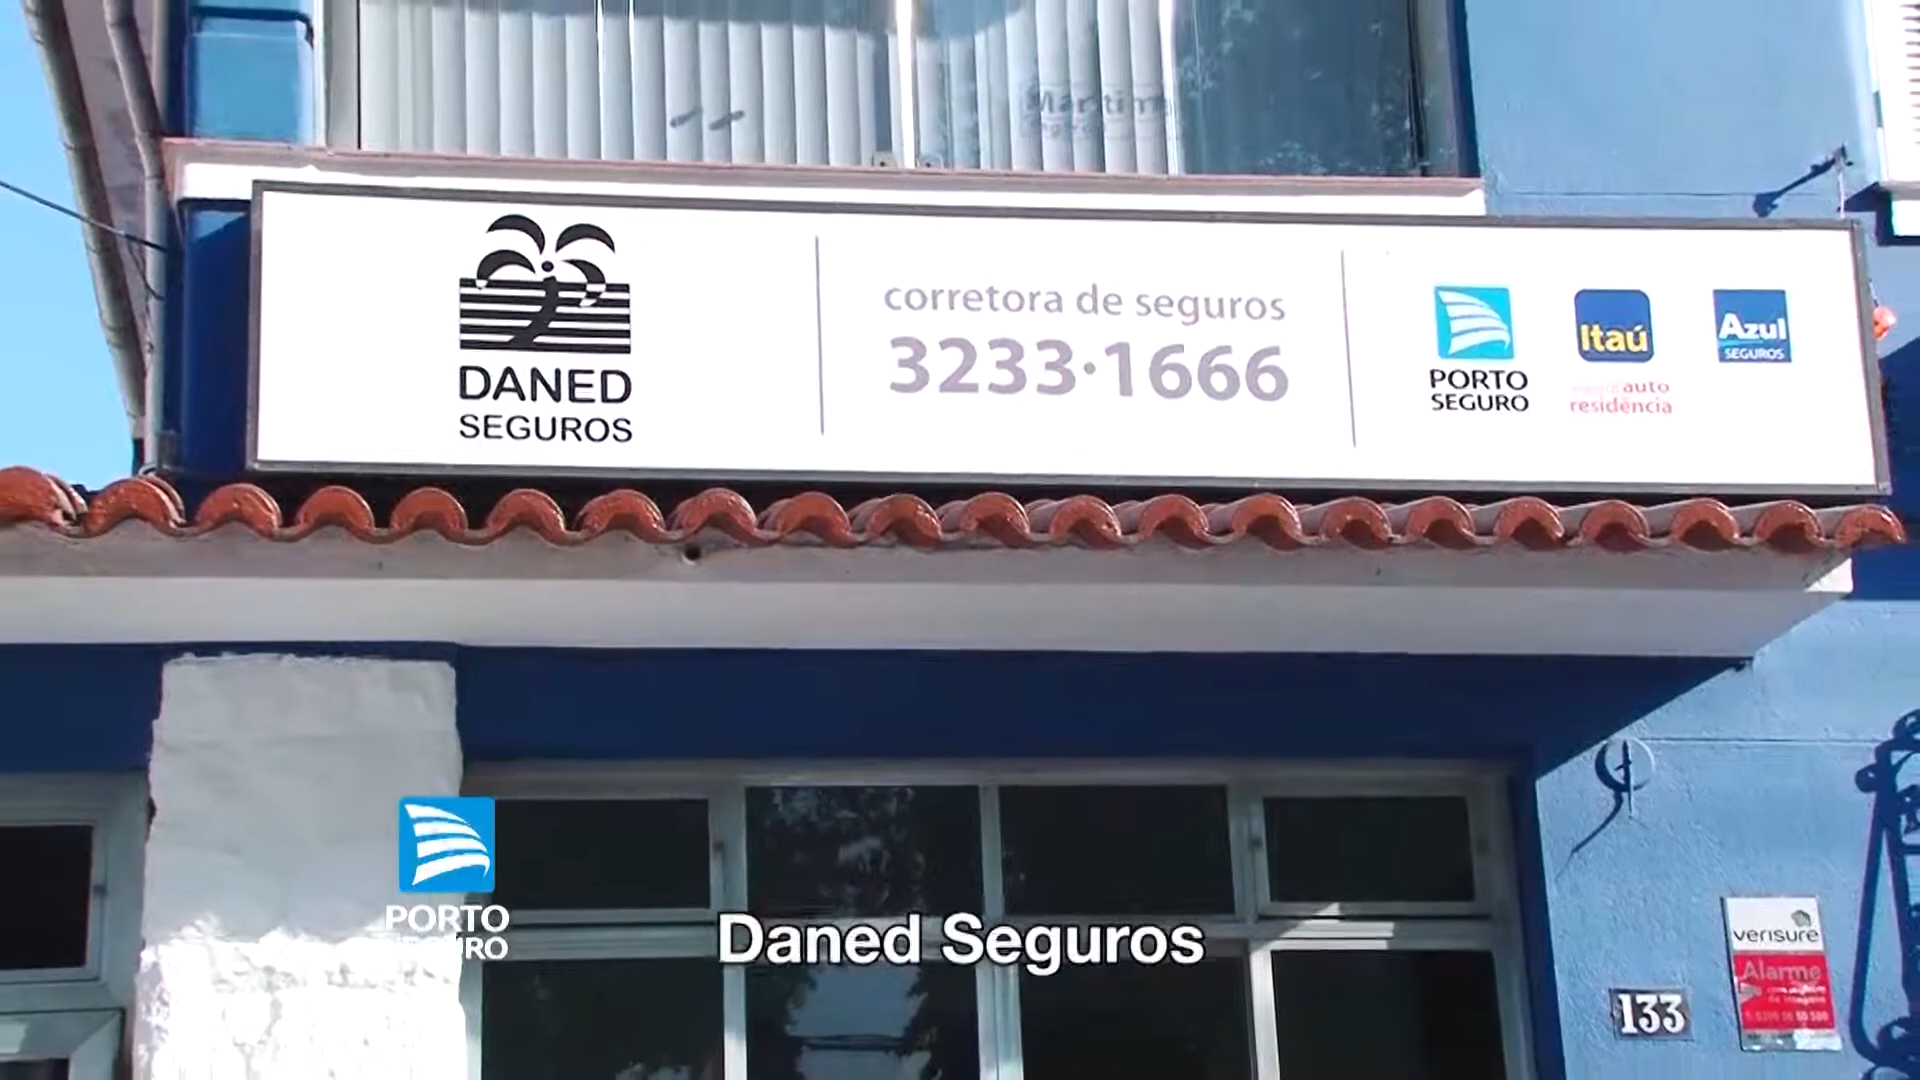 DANED
SEGUROS
corretora de seguros
3233·1666
PORTO
SEGURO
Itaú
auto
residência
Azul
SEGUROS
PORTO
SEGURO
Daned Seguros
133
verisure
Alarme